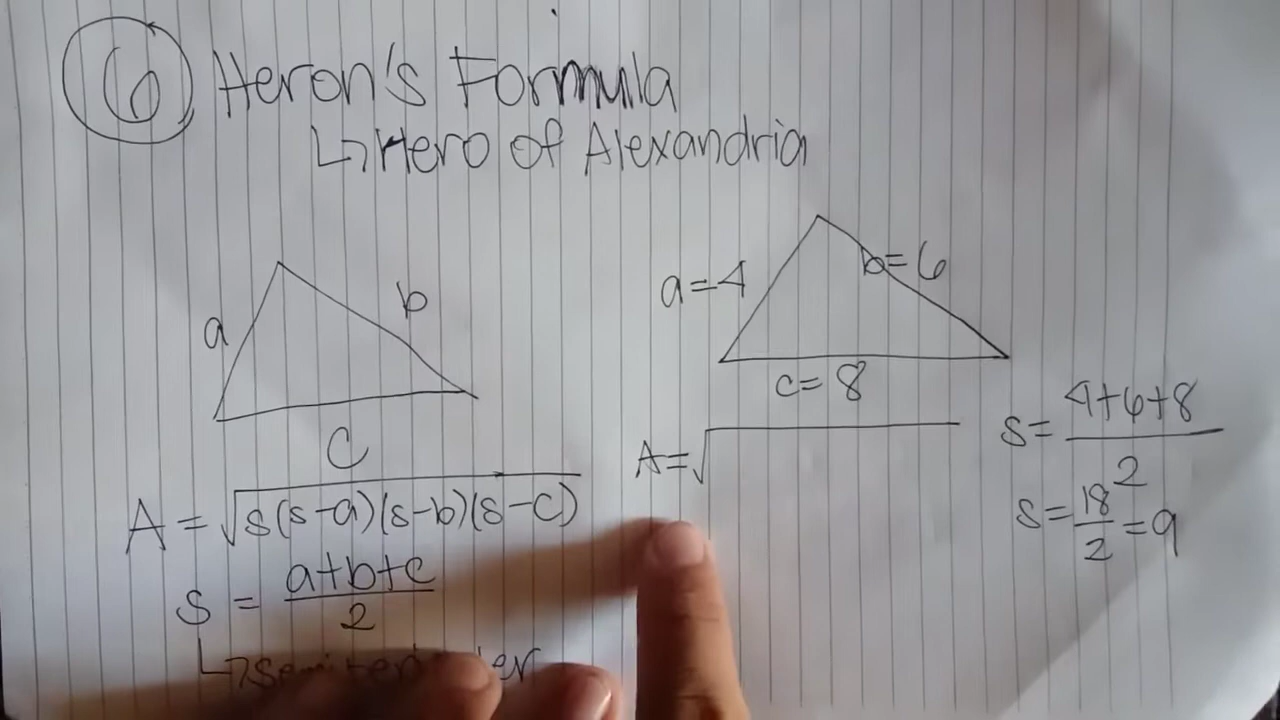 6 Heron's Formula
↳Hero of Alexandria
a
b
C
A = √s(s-a)(s-b)(s-c)
s = a+b+c/2
a=4
b=6
c=8
A=√
s= 4+6+8/2
s= 18/2 =9